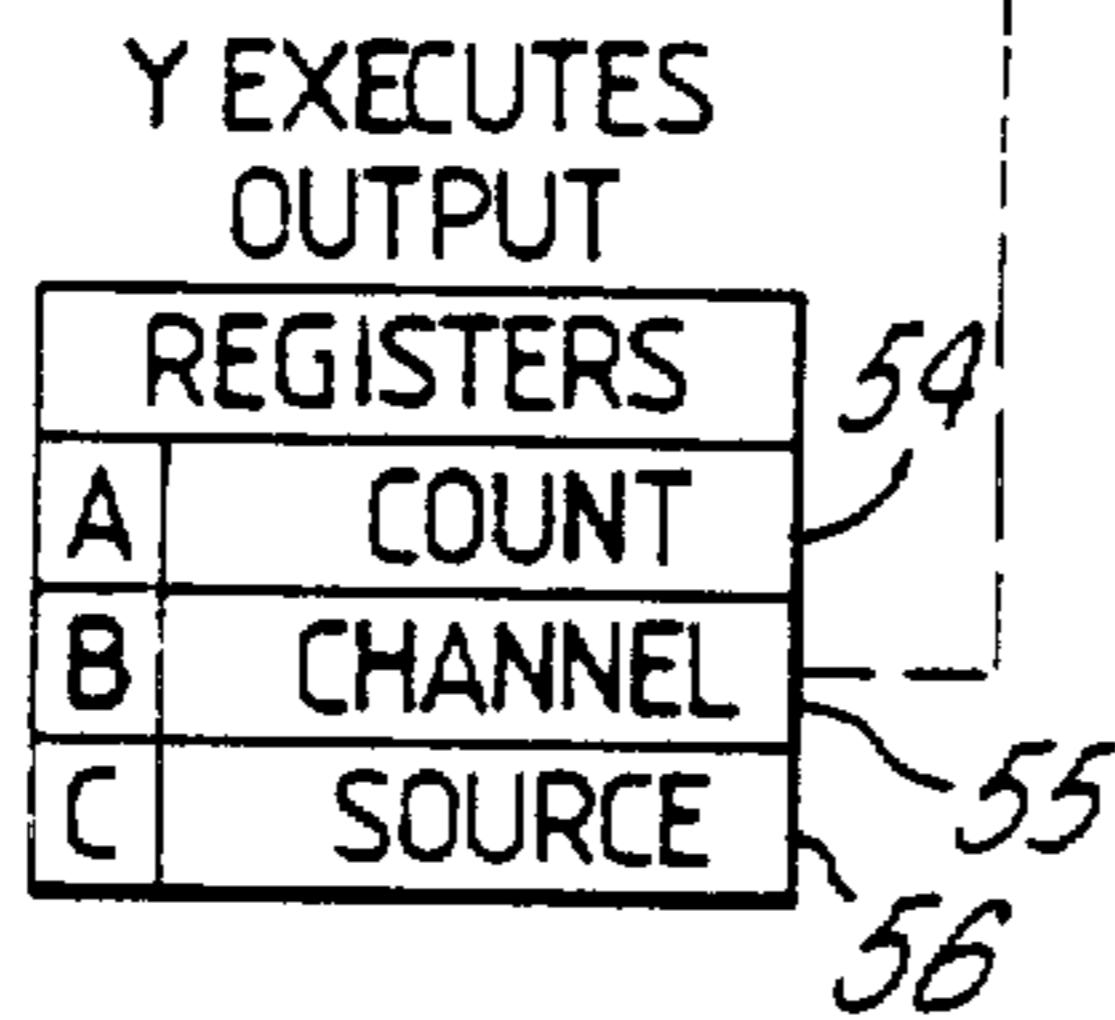 Y EXECUTES
OUTPUT
REGISTERS
54
A COUNT
B CHANNEL
55
C SOURCE
56